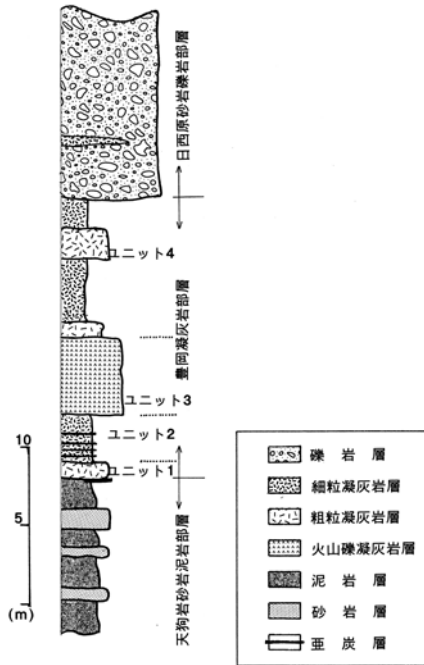 日西原砂岩礫岩部層
ユニット4
豊岡凝灰岩部層
ユニット3
ユニット2
ユニット1
天狗岩砂岩泥岩部層
10
5
(m)
礫岩層
細粒凝灰岩層
粗粒凝灰岩層
火山礫凝灰岩層
泥岩層
砂岩層
亜炭層